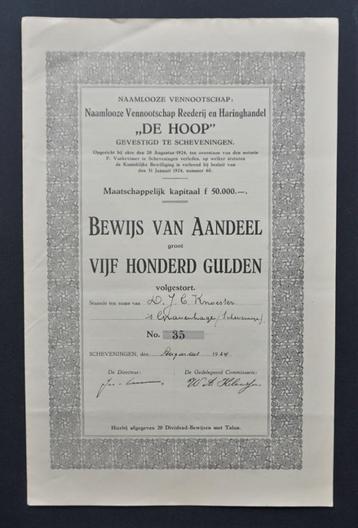 NAAMLOOZE VENNOOTSCHAP:
Naamlooze Vennootschap Reederij en Haringhandel
„DE HOOP”
GEVESTIGD TE SCHEVENINGEN.
Opgericht bij akte den 20 Augustus 1924, ten overstaan van den notaris
P. Varkevisser te Scheveningen verleden, op welker statuten
de Koninklijke Bewilliging is verleend bij besluit van
den 31 Januari 1924, nummer 60.
Maatschappelijk kapitaal f 50.000.—.
BEWIJS VAN AANDEEL
groot
VIJF HONDERD GULDEN
volgestort.
Staande ten name van D. J. C. Knoester
's Gravenhage (Scheveningen).
No. 35
SCHEVENINGEN, den Augustus 1924
De Directeur: De Gedelegeerd Commissaris:
Hierbij afgegeven 20 Dividend-Bewijzen met Talon.